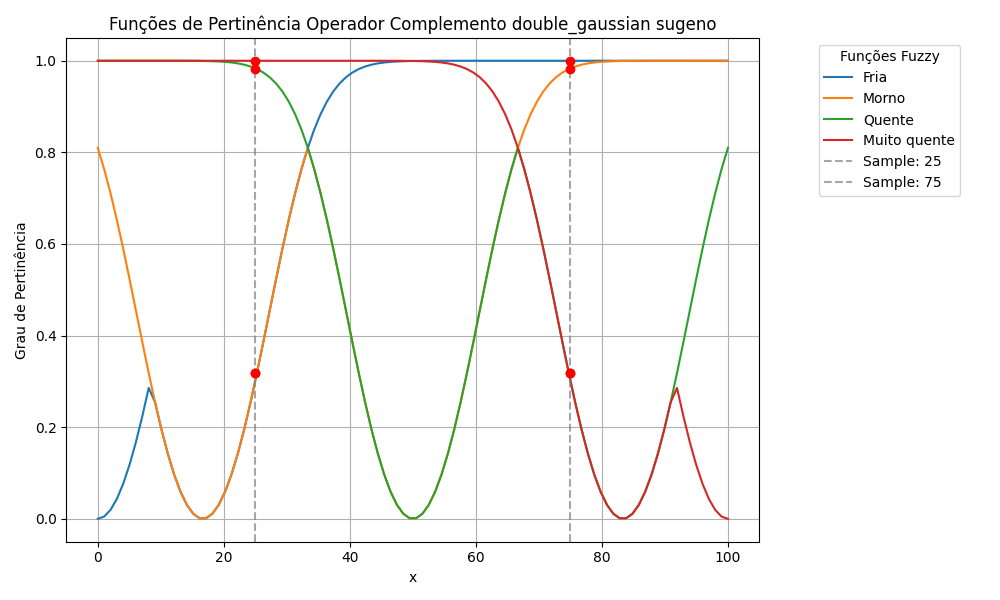 Funções de Pertinência Operador Complemento double_gaussian sugeno
Grau de Pertinência
1.0
0.8
0.6
0.4
0.2
0.0
0
20
40
60
80
100
x
Funções Fuzzy
Fria
Morno
Quente
Muito quente
Sample: 25
Sample: 75